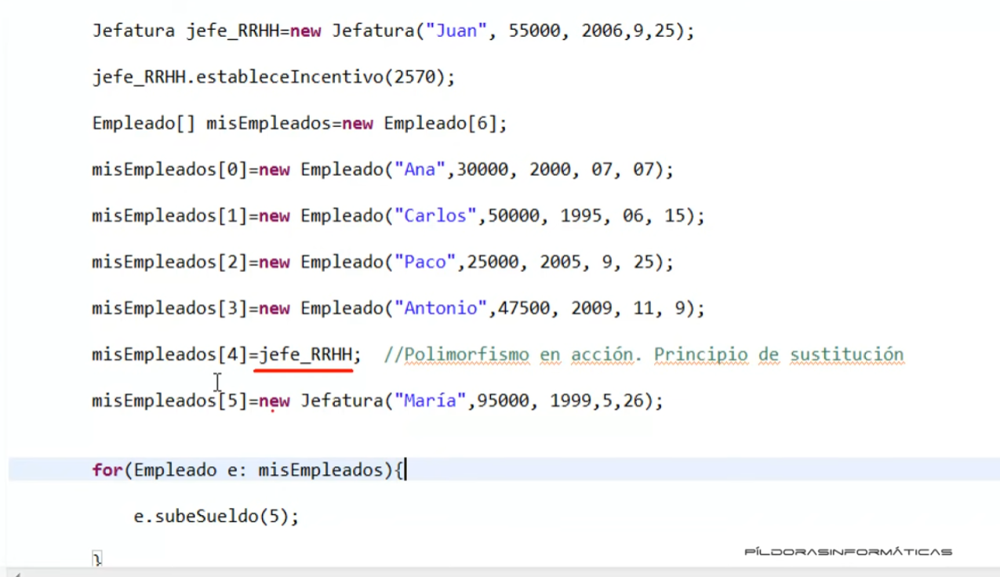 Jefatura jefe_RRHH=new Jefatura("Juan", 55000, 2006,9,25);
jefe_RRHH.estableceIncentivo(2570);
Empleado[] misEmpleados=new Empleado[6];
misEmpleados[0]=new Empleado("Ana",30000, 2000, 07, 07);
misEmpleados[1]=new Empleado("Carlos",50000, 1995, 06, 15);
misEmpleados[2]=new Empleado("Paco",25000, 2005, 9, 25);
misEmpleados[3]=new Empleado("Antonio",47500, 2009, 11, 9);
misEmpleados[4]=jefe_RRHH;  //Polimorfismo en acción. Principio de sustitución
misEmpleados[5]=new Jefatura("María",95000, 1999,5,26);
for(Empleado e: misEmpleados){
e.subeSueldo(5);
}
PÍLDORASINFORMÁTICAS